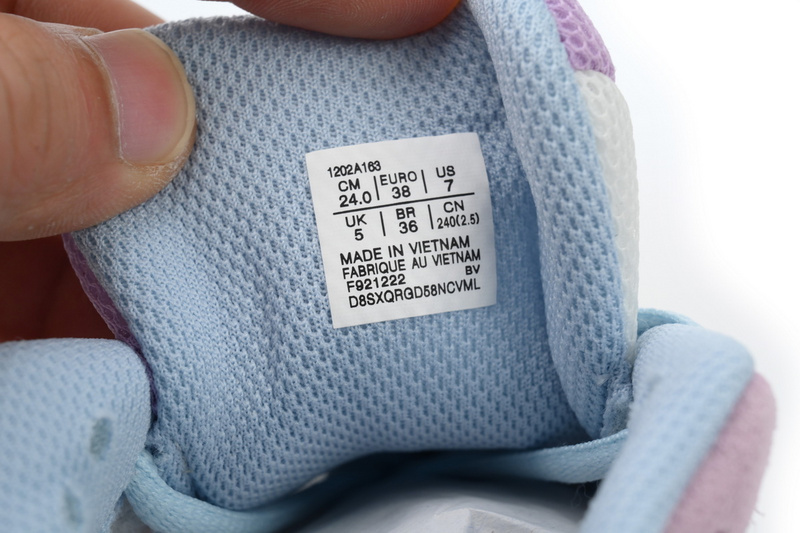 1202A163
CM EURO US
24.0 38 7
UK BR CN
5 36 240(2.5)
MADE IN VIETNAM
FABRIQUE AU VIETNAM
F921222 BV
D8SXQRGD58NCVML